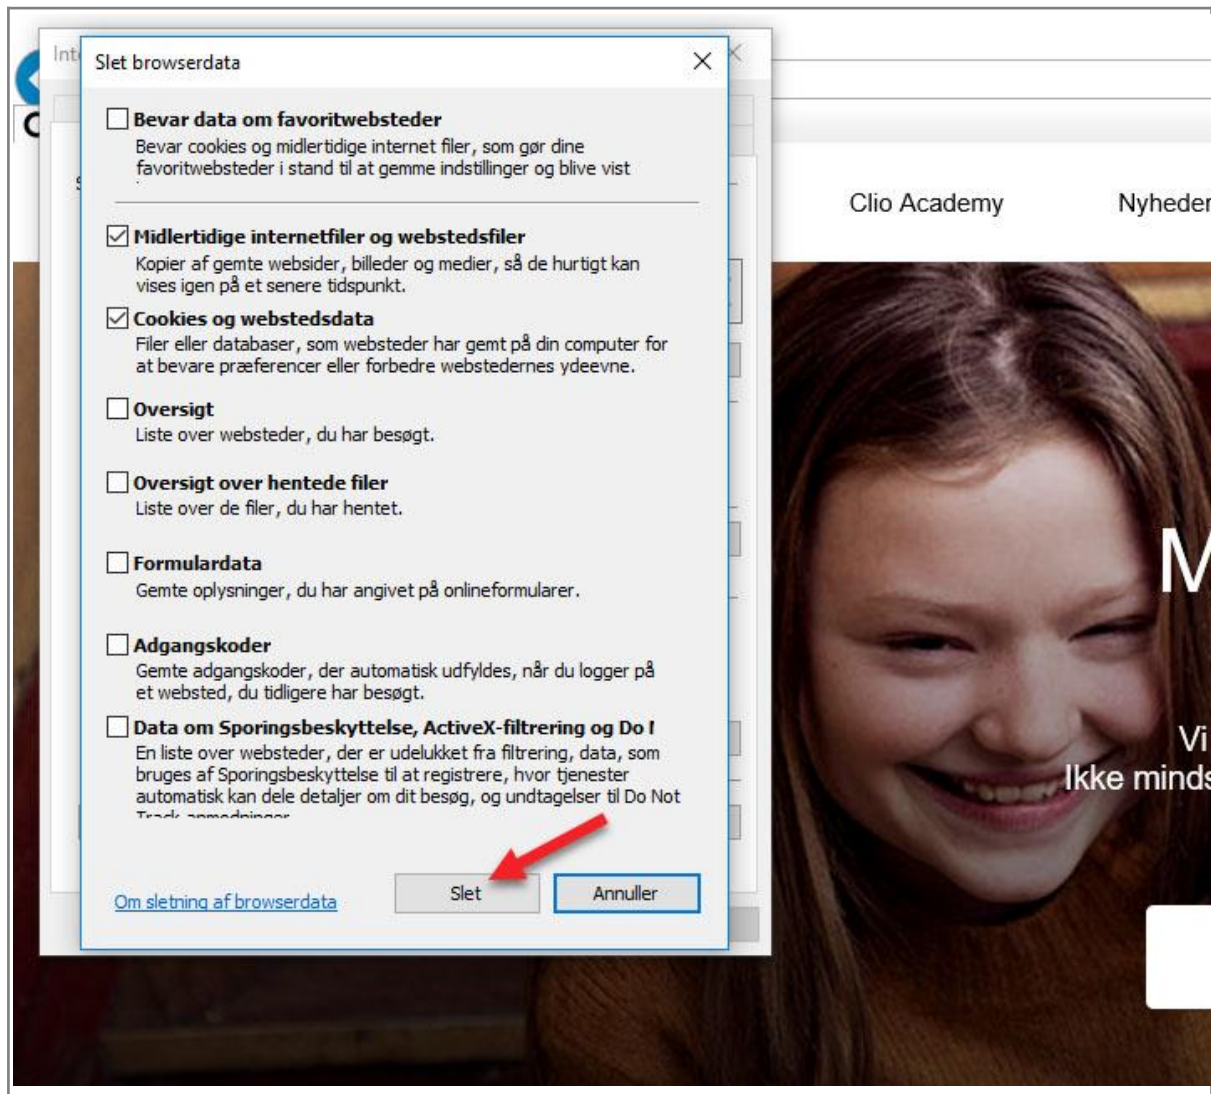 Int
Slet browserdata
Bevar data om favoritwebsteder
Bevar cookies og midlertidige internet filer, som gør dine
favoritwebsteder i stand til at gemme indstillinger og blive vist
Midlertidige internetfiler og webstedsfiler
Kopier af gemte websider, billeder og medier, så de hurtigt kan
vises igen på et senere tidspunkt.
Cookies og webstedsdata
Filer eller databaser, som websteder har gemt på din computer for
at bevare præferencer eller forbedre webstedernes ydeevne.
Oversigt
Liste over websteder, du har besøgt.
Oversigt over hentede filer
Liste over de filer, du har hentet.
Formulardata
Gemte oplysninger, du har angivet på onlineformularer.
Adgangskoder
Gemte adgangskoder, der automatisk udfyldes, når du logger på
et websted, du tidligere har besøgt.
Data om Sporingsbeskyttelse, ActiveX-filtrering og Do
En liste over websteder, der er udelukket fra filtrering, data, som
bruges af Sporingsbeskyttelse til at registrere, hvor tjenester
automatisk kan dele detaljer om dit besøg, og undtagelser til Do Not
Track-anmodninger
Om sletning af browserdata
Slet
Annuller
Clio Academy
Nyheder
M
Vi
Ikke minds